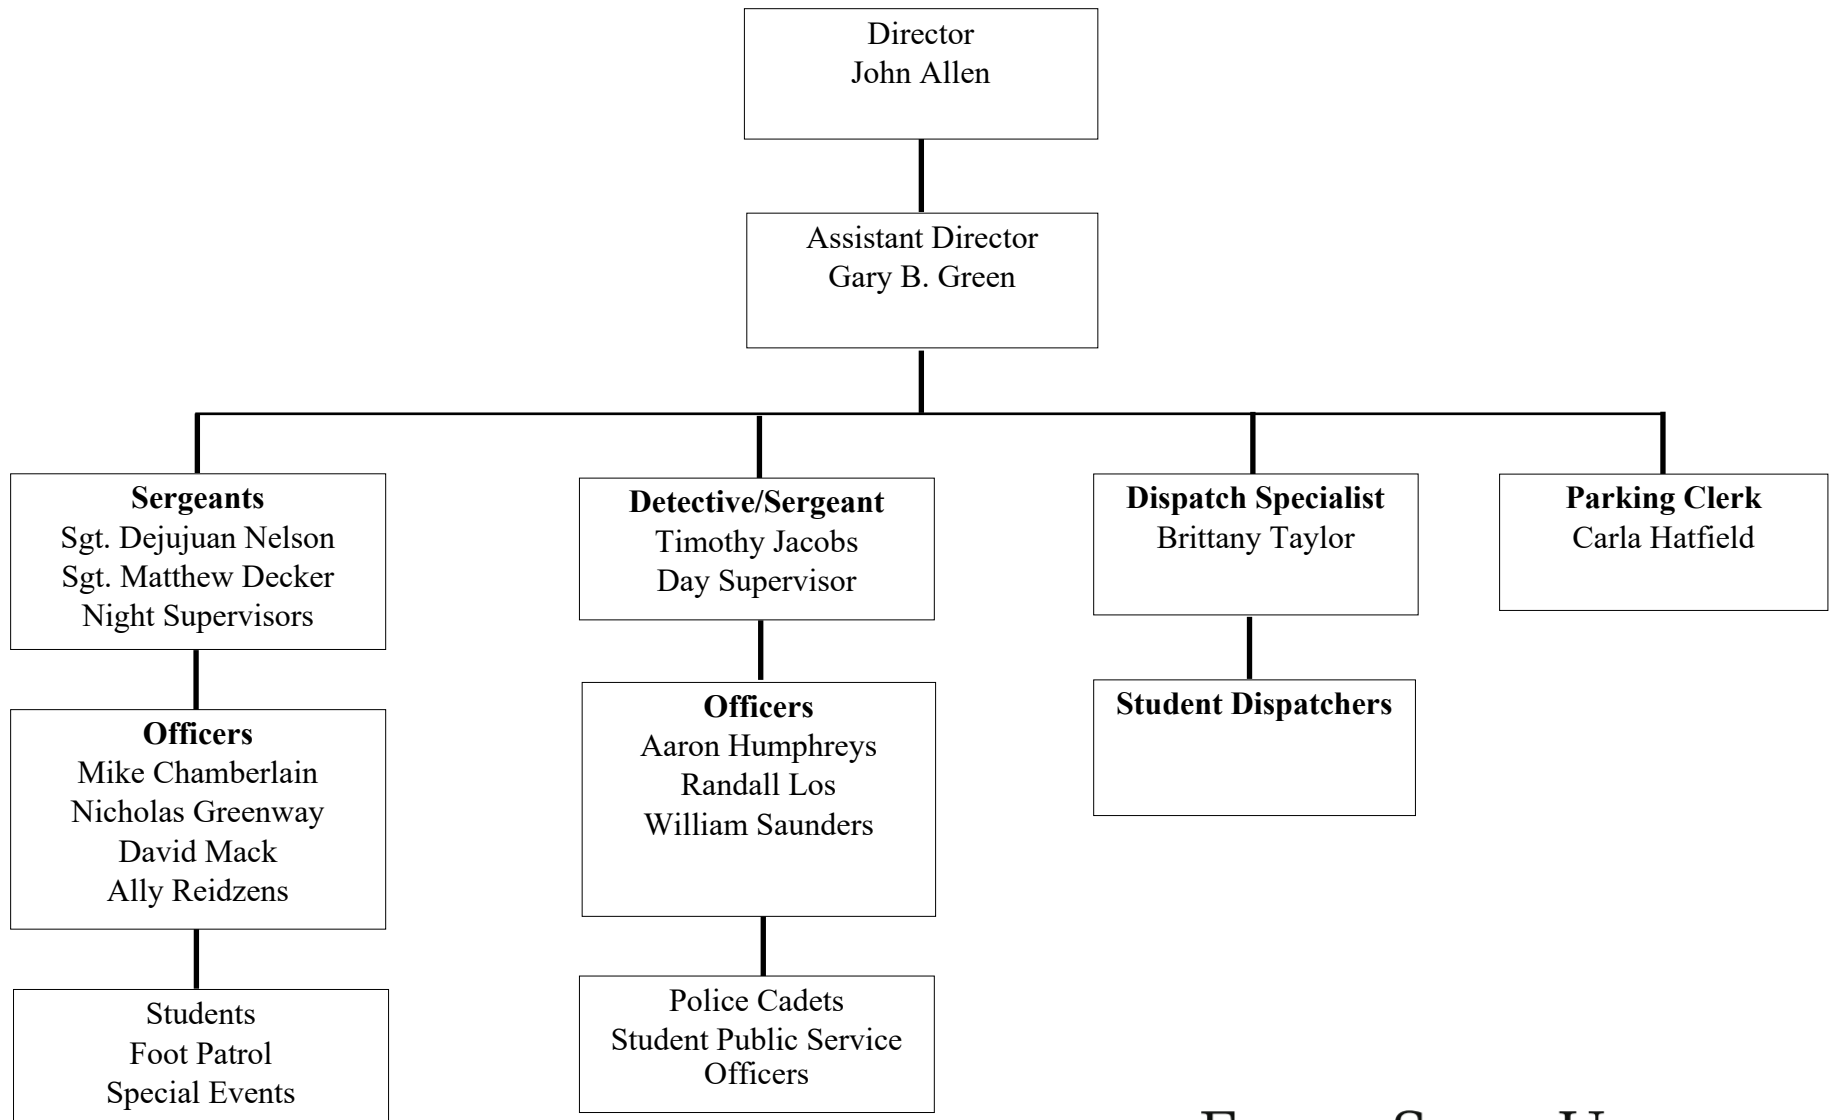 Director
John Allen
Assistant Director
Gary B. Green
Sergeants
Sgt. Dejujuan Nelson
Sgt. Matthew Decker
Night Supervisors
Detective/Sergeant
Timothy Jacobs
Day Supervisor
Dispatch Specialist
Brittany Taylor
Parking Clerk
Carla Hatfield
Officers
Mike Chamberlain
Nicholas Greenway
David Mack
Ally Reidzens
Officers
Aaron Humphreys
Randall Los
William Saunders
Student Dispatchers
Students
Foot Patrol
Special Events
Police Cadets
Student Public Service
Officers